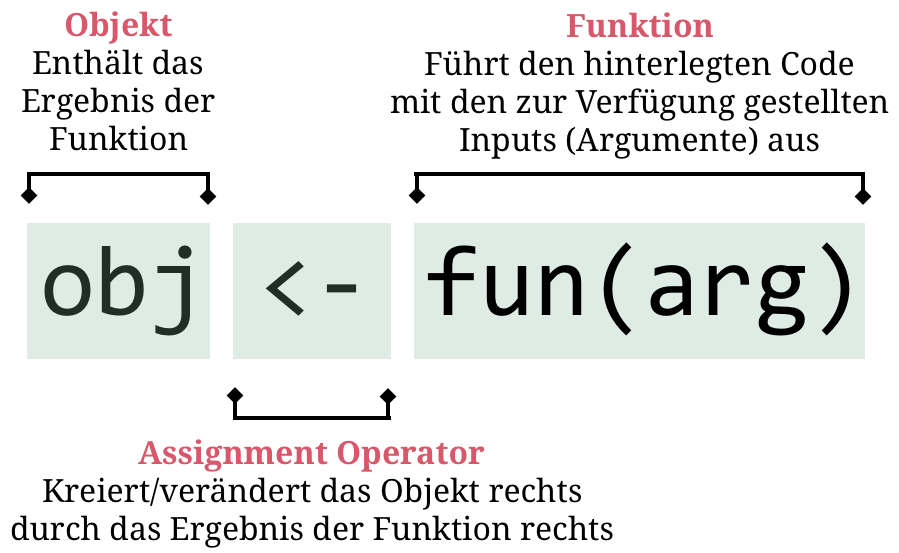 Objekt
Enthält das
Ergebnis der
Funktion
Funktion
Führt den hinterlegten Code
mit den zur Verfügung gestellten
Inputs (Argumente) aus
obj <- fun(arg)
Assignment Operator
Kreiert/verändert das Objekt rechts
durch das Ergebnis der Funktion rechts